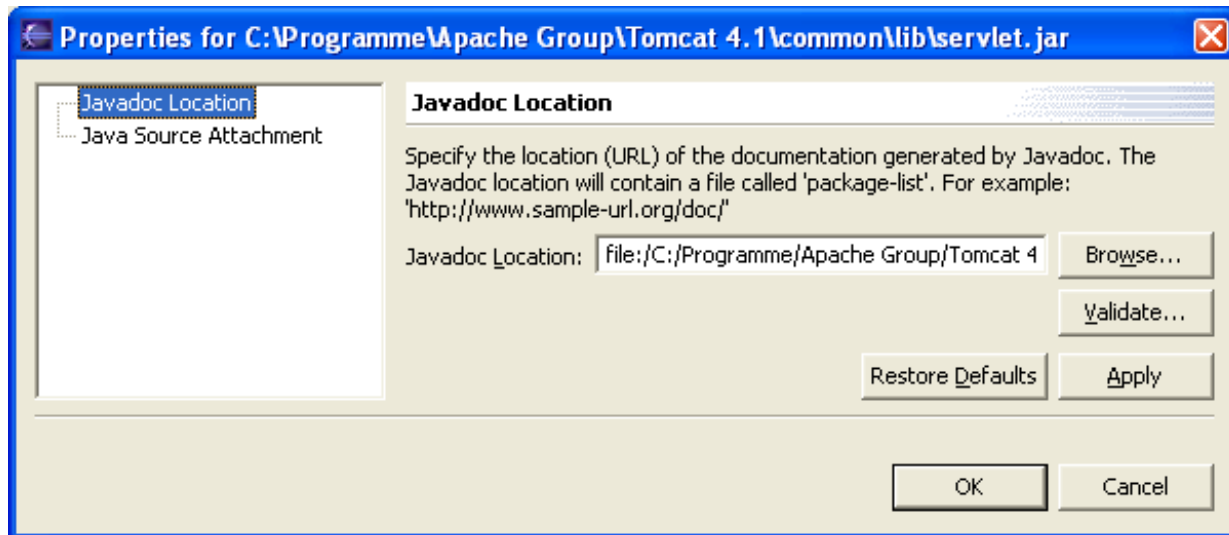 Properties for C:\Programme\Apache Group\Tomcat 4.1\common\lib\servlet.jar
Javadoc Location
Java Source Attachment
Javadoc Location
Specify the location (URL) of the documentation generated by Javadoc. The
Javadoc location will contain a file called 'package-list'. For example:
'http://www.sample-url.org/doc/'
Javadoc Location: file:/C:/Programme/Apache Group/Tomcat 4 Browse...
Validate...
Restore Defaults Apply
OK Cancel